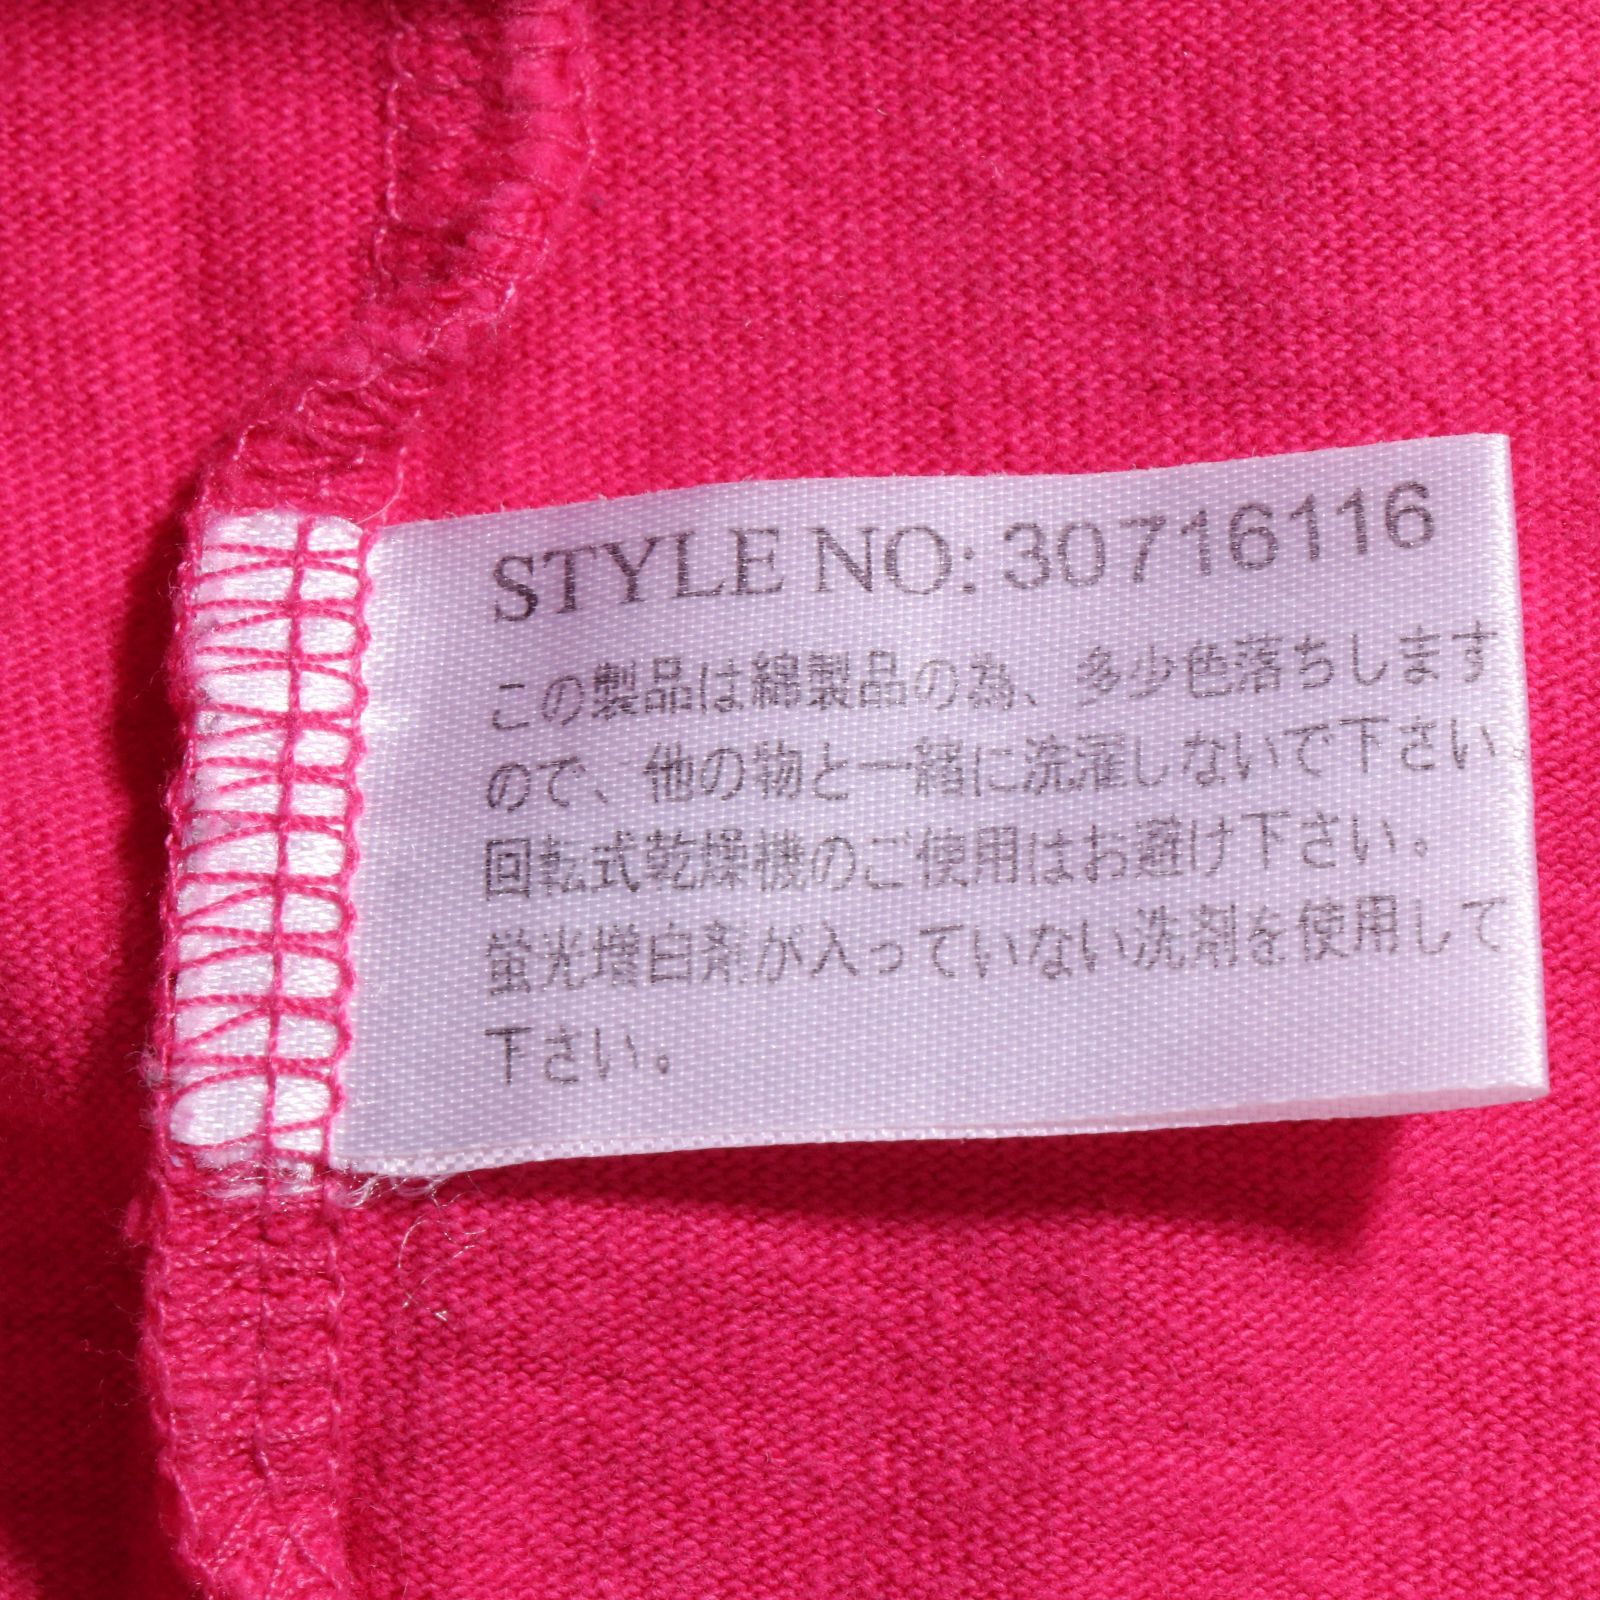 STYLE NO: 30716116
この製品は綿製品の為、多少色落ちします
ので、他の物と一緒に洗濯しないで下さい
回転式乾燥機のご使用はお避け下さい。
蛍光増白剤が入っていない洗剤を使用して
下さい。